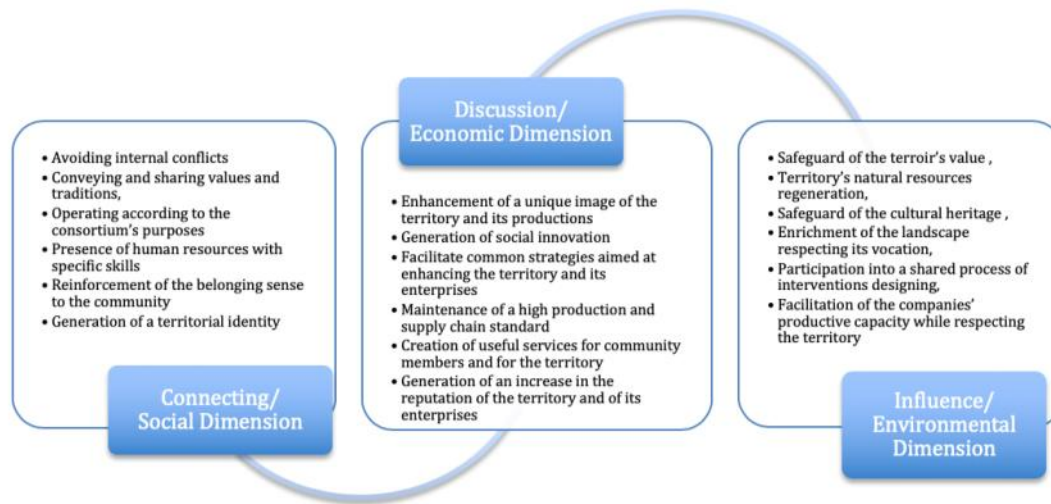 • Avoiding internal conflicts
• Conveying and sharing values and
traditions,
• Operating according to the
consortium's purposes
• Presence of human resources with
specific skills
• Reinforcement of the belonging sense
to the community
• Generation of a territorial identity
Connecting/
Social Dimension
Discussion/
Economic Dimension
• Enhancement of a unique image of the
territory and its productions
• Generation of social innovation
• Facilitate common strategies aimed at
enhancing the territory and its
enterprises
• Maintenance of a high production and
supply chain standard
• Creation of useful services for community
members and for the territory
• Generation of an increase in the
reputation of the territory and of its
enterprises
• Safeguard of the terroir's value ,
• Territory's natural resources
regeneration,
• Safeguard of the cultural heritage ,
• Enrichment of the landscape
respecting its vocation,
• Participation into a shared process of
interventions designing,
• Facilitation of the companies'
productive capacity while respecting
the territory
Influence/
Environmental
Dimension